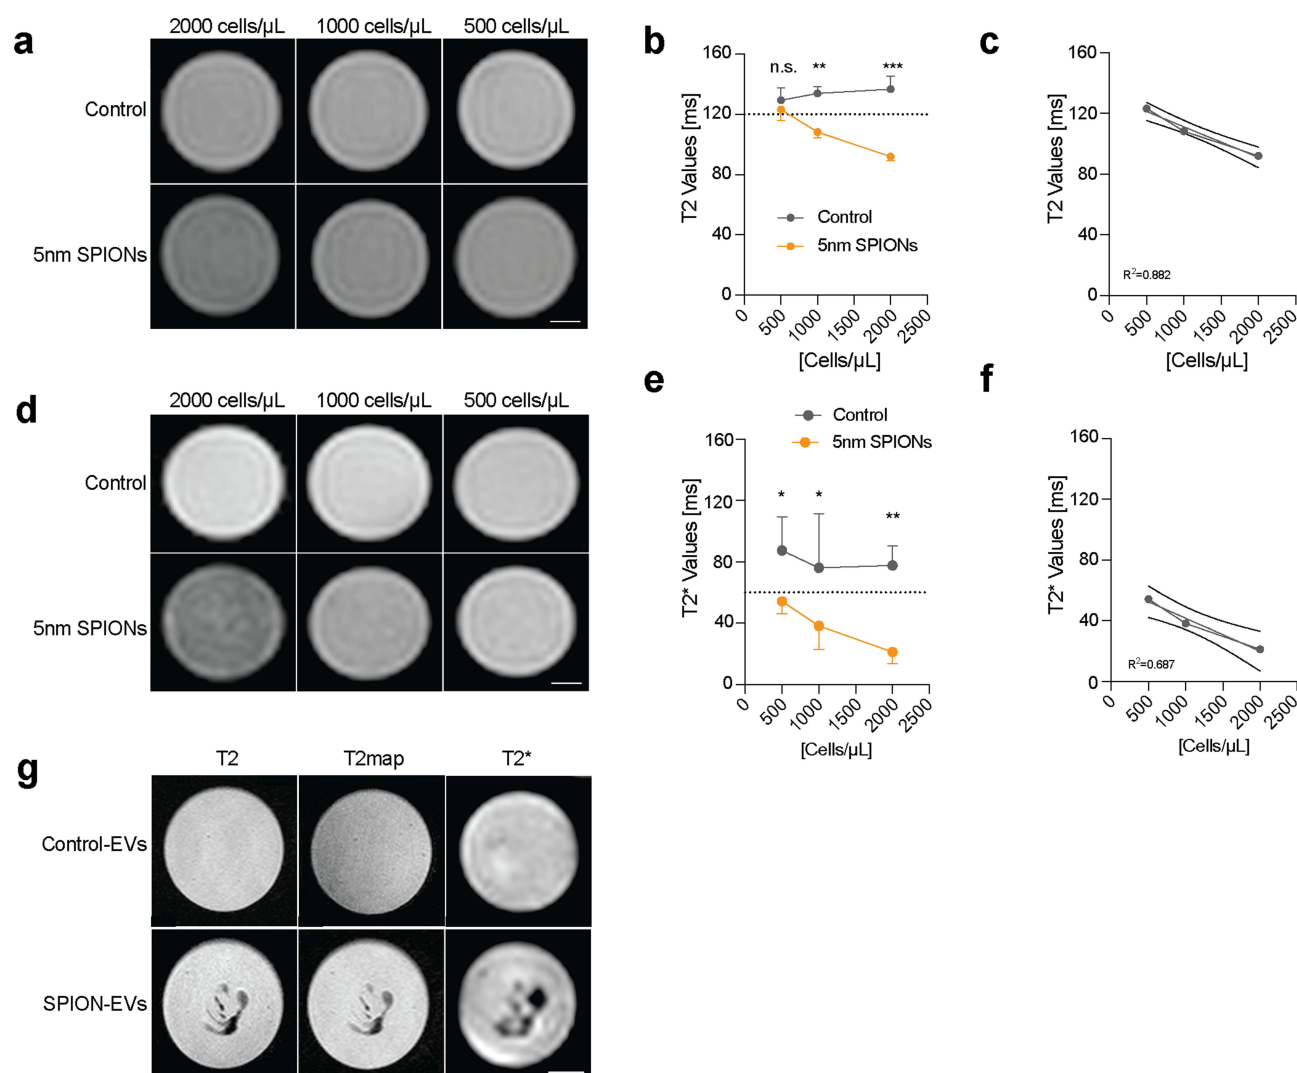 a
2000 cells/µL 1000 cells/µL 500 cells/µL
Control
5nm SPIONs
b
T2 Values [ms]
160
120
80
40
0
n.s. ** ***
Control
5nm SPIONs
0 500 1000 1500 2000 2500
[Cells/µL]
c
T2 Values [ms]
160
120
80
40
0
R²=0.882
0 500 1000 1500 2000 2500
[Cells/µL]
d
2000 cells/µL 1000 cells/µL 500 cells/µL
Control
5nm SPIONs
e
Control
5nm SPIONs
T2* Values [ms]
160
120
80
40
0
* * **
0 500 1000 1500 2000 2500
[Cells/µL]
f
T2* Values [ms]
160
120
80
40
0
R²=0.687
0 500 1000 1500 2000 2500
[Cells/µL]
g
T2 T2map T2*
Control-EVs
SPION-EVs